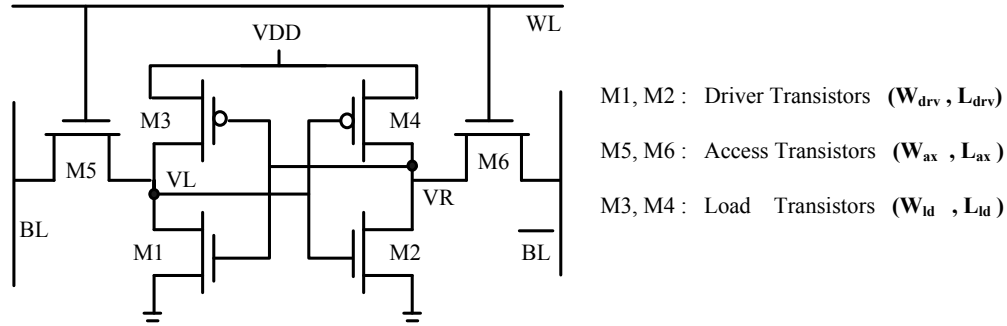 WL
VDD
M3
M4
M5
M6
VL
VR
BL
M1
M2
BL
M1, M2 : Driver Transistors (Wdrv , Ldrv)
M5, M6 : Access Transistors (Wax , Lax )
M3, M4 : Load Transistors (Wld , Lld )